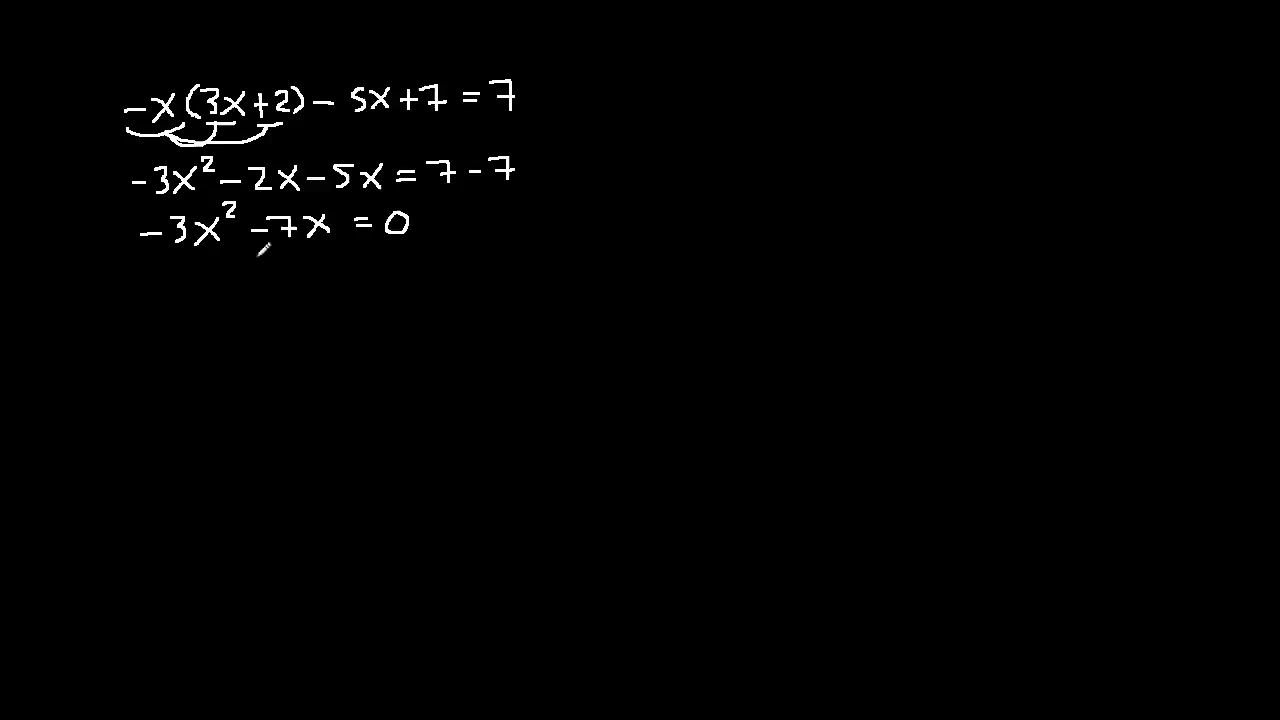 -x(3x+2)- 5x+7 = 7
-3x²-2x-5x=7-7
-3x²-7x = 0